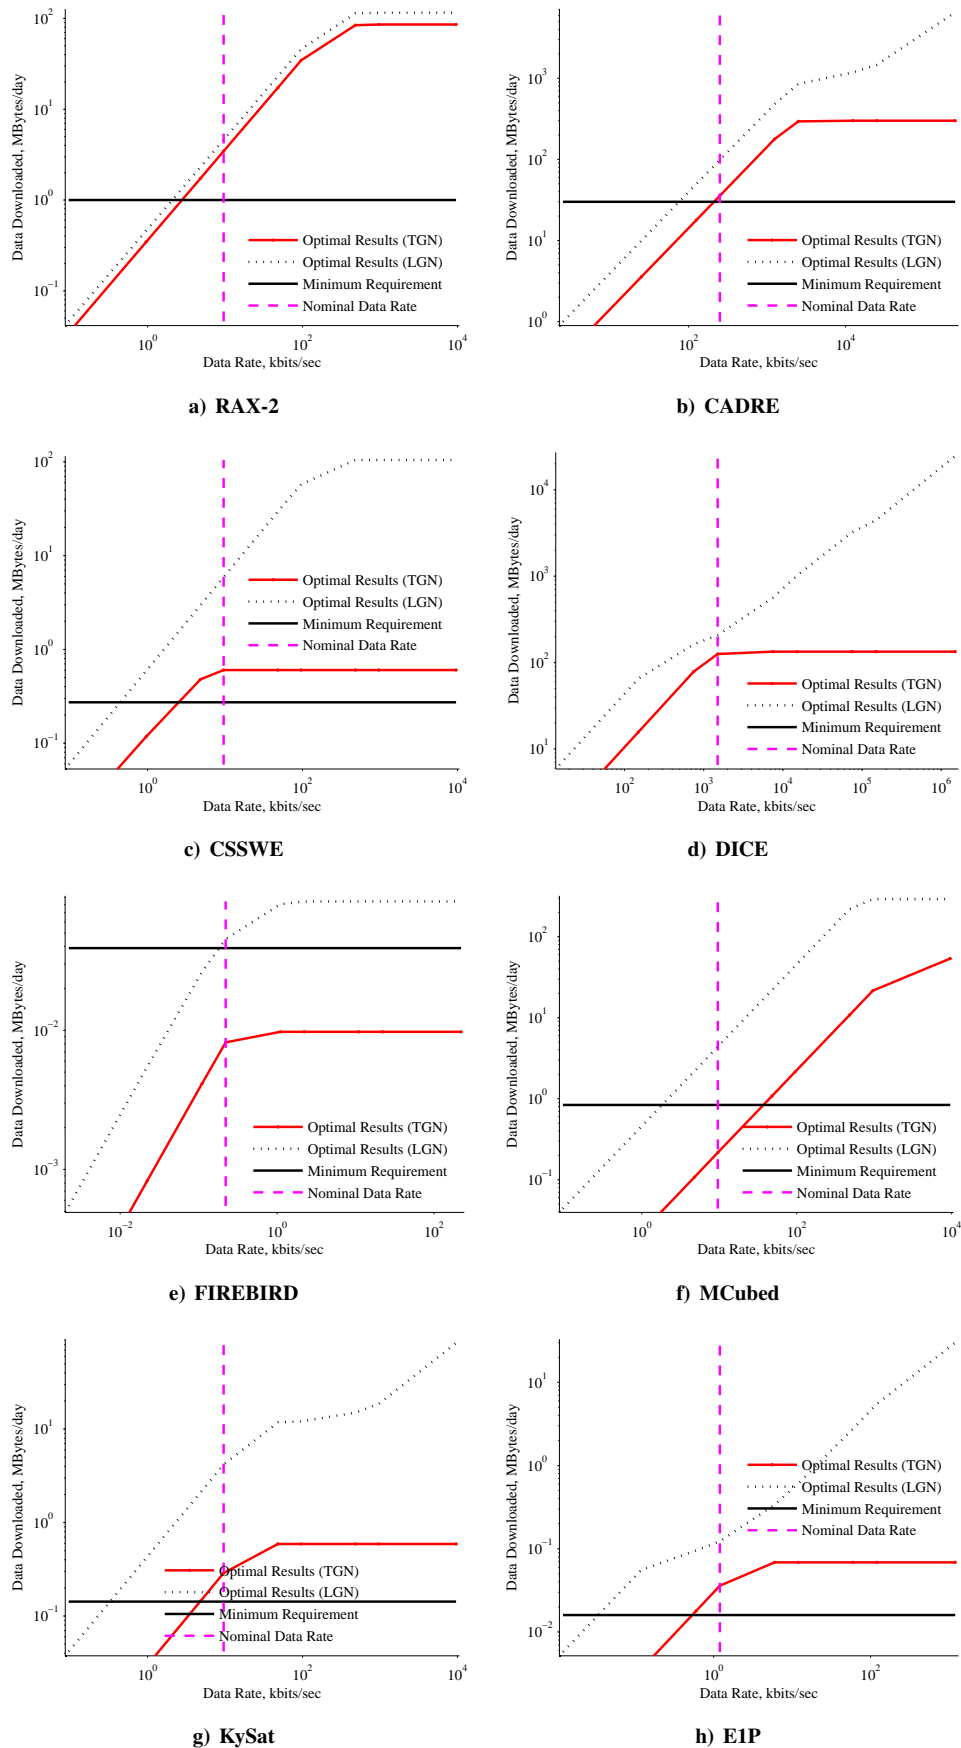 10^2
10^1
10^0
10^-1
Data Downloaded, MBytes/day
Optimal Results (TGN)
Optimal Results (LGN)
Minimum Requirement
Nominal Data Rate
10^0 10^2 10^4
Data Rate, kbits/sec
a) RAX-2
10^3
10^2
10^1
10^0
Data Downloaded, MBytes/day
Optimal Results (TGN)
Optimal Results (LGN)
Minimum Requirement
Nominal Data Rate
10^2 10^4
Data Rate, kbits/sec
b) CADRE
10^2
10^1
10^0
10^-1
Data Downloaded, MBytes/day
Optimal Results (TGN)
Optimal Results (LGN)
Minimum Requirement
Nominal Data Rate
10^0 10^2 10^4
Data Rate, kbits/sec
c) CSSWE
10^4
10^3
10^2
10^1
Data Downloaded, MBytes/day
Optimal Results (TGN)
Optimal Results (LGN)
Minimum Requirement
Nominal Data Rate
10^2 10^3 10^4 10^5 10^6
Data Rate, kbits/sec
d) DICE
10^-2
10^-3
Data Downloaded, MBytes/day
Optimal Results (TGN)
Optimal Results (LGN)
Minimum Requirement
Nominal Data Rate
10^-2 10^0 10^2
Data Rate, kbits/sec
e) FIREBIRD
10^2
10^1
10^0
10^-1
Data Downloaded, MBytes/day
Optimal Results (TGN)
Optimal Results (LGN)
Minimum Requirement
Nominal Data Rate
10^0 10^2 10^4
Data Rate, kbits/sec
f) MCubed
10^1
10^0
10^-1
Data Downloaded, MBytes/day
Optimal Results (TGN)
Optimal Results (LGN)
Minimum Requirement
Nominal Data Rate
10^0 10^2 10^4
Data Rate, kbits/sec
g) KySat
10^1
10^0
10^-1
10^-2
Data Downloaded, MBytes/day
Optimal Results (TGN)
Optimal Results (LGN)
Minimum Requirement
Nominal Data Rate
10^0 10^2
Data Rate, kbits/sec
h) E1P